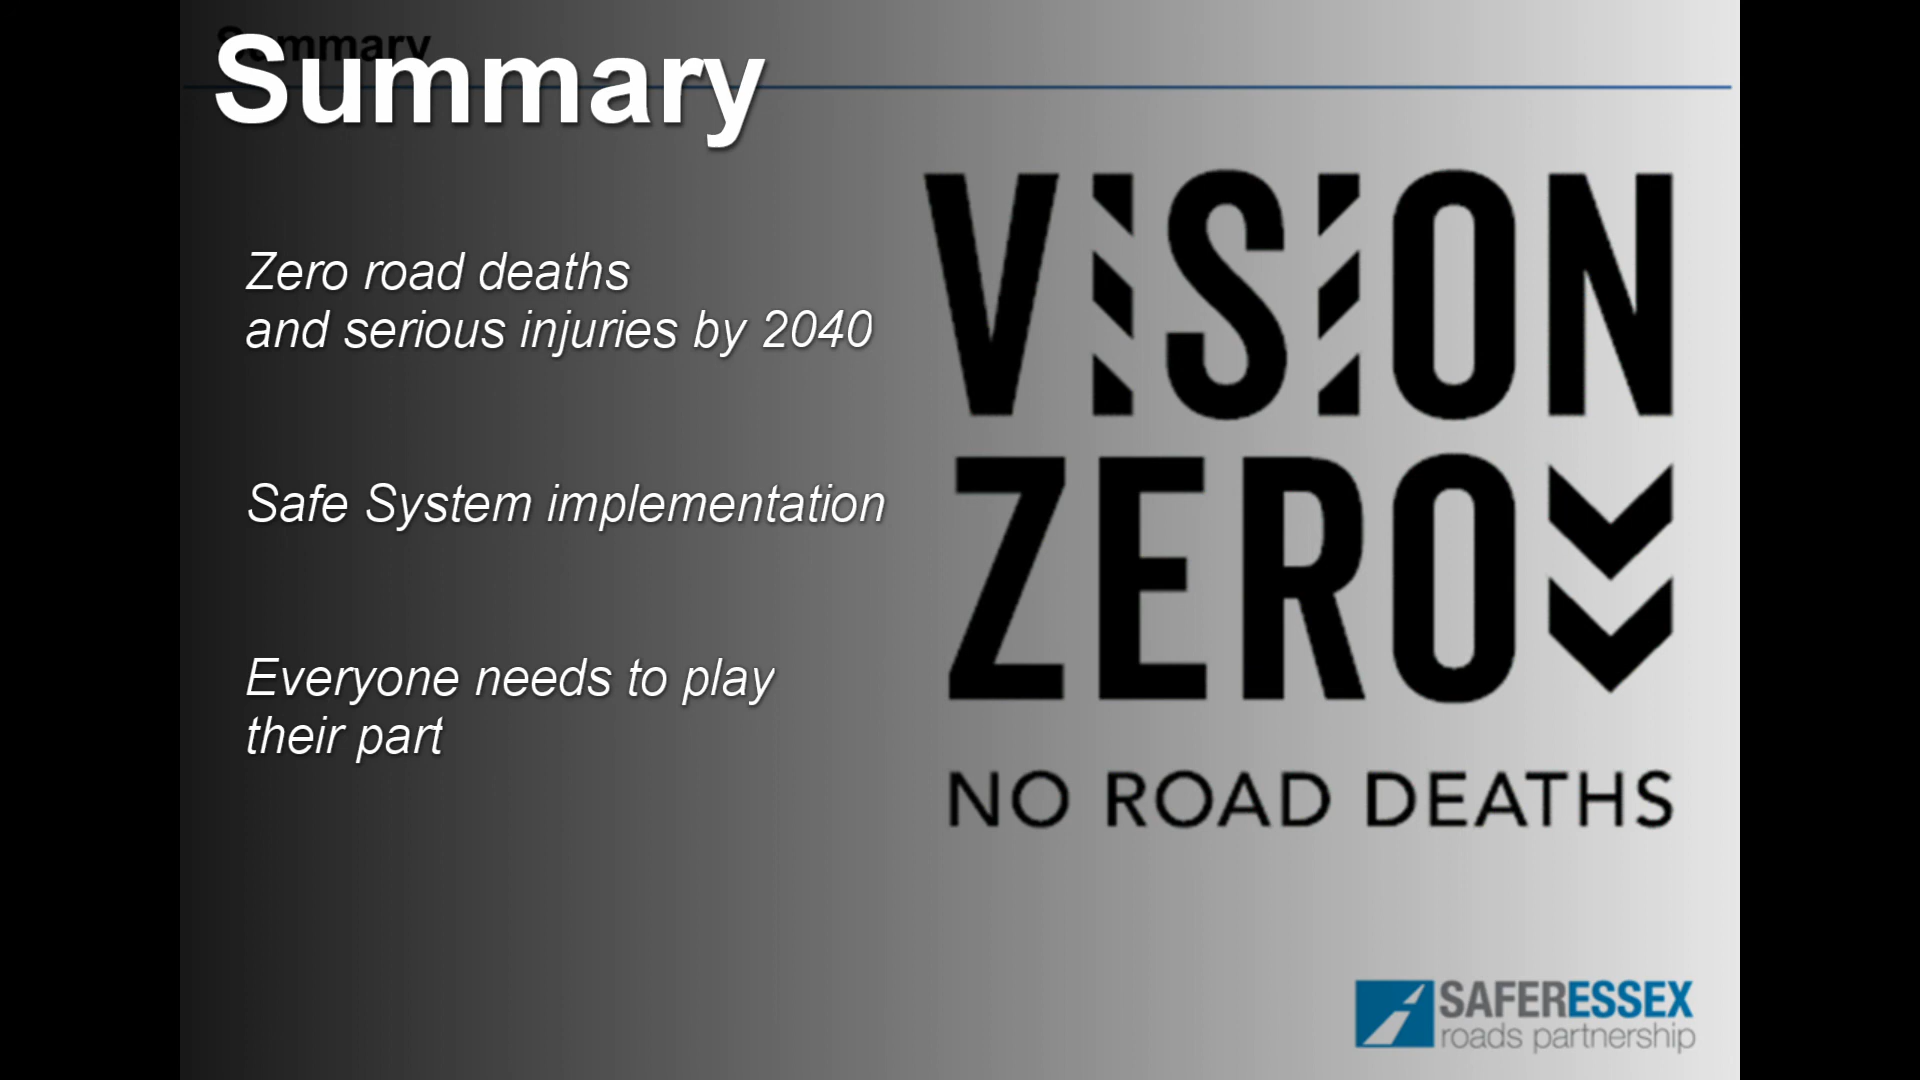 Summary
Summary
Zero road deaths
and serious injuries by 2040
Safe System implementation
Everyone needs to play
their part
VISION
ZERO
NO ROAD DEATHS
SAFERESSEX
roads partnership